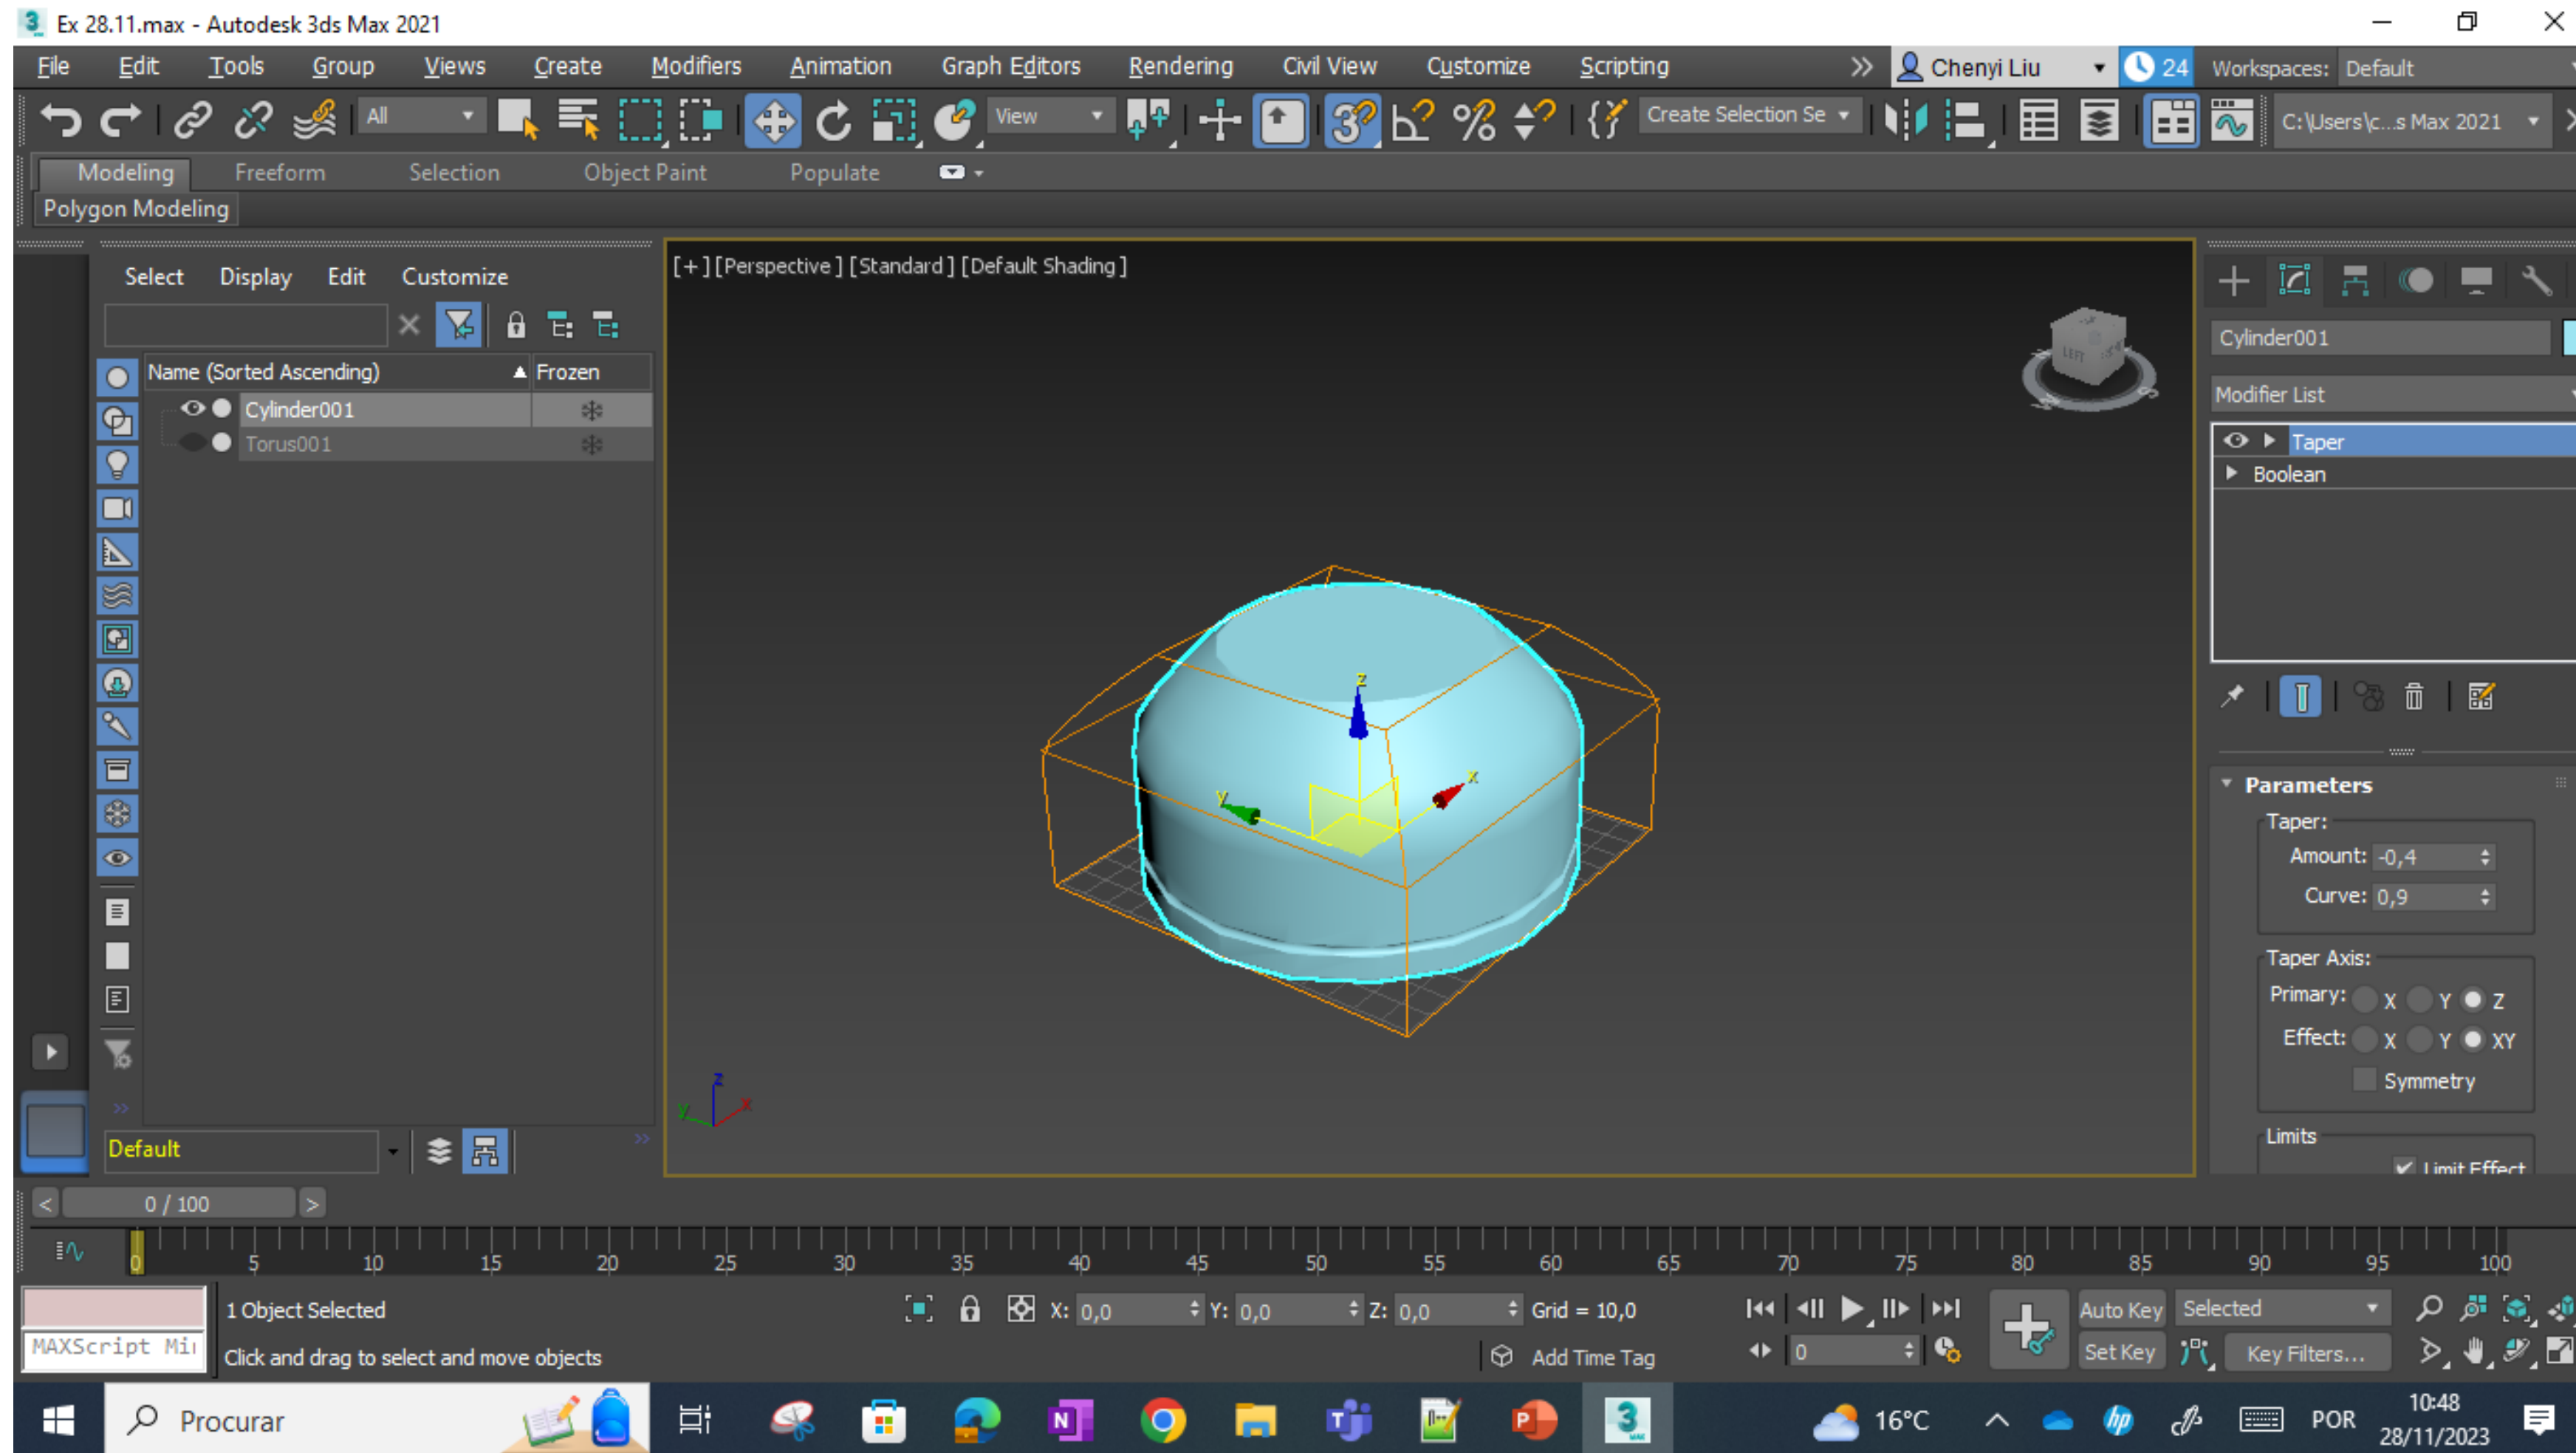 Ex 28.11.max - Autodesk 3ds Max 2021
File Edit Tools Group Views Create Modifiers Animation Graph Editors Rendering Civil View Customize Scripting Chenyi Liu 24 Workspaces: Default
All View Create Selection Se C:\Users\c...s Max 2021
Modeling Freeform Selection Object Paint Populate
Polygon Modeling
Select Display Edit Customize
Name (Sorted Ascending) Frozen
Cylinder001
Torus001
Default
[+] [Perspective] [Standard] [Default Shading]
LEFT
z
x
y
z
y
x
Cylinder001
Modifier List
Taper
Boolean
Parameters
Taper:
Amount: -0,4
Curve: 0,9
Taper Axis:
Primary: X Y Z
Effect: X Y XY
Symmetry
Limits
Limit Effect
< 0 / 100 >
0 5 10 15 20 25 30 35 40 45 50 55 60 65 70 75 80 85 90 95 100
1 Object Selected X: 0,0 Y: 0,0 Z: 0,0 Grid = 10,0 Auto Key Selected
MAXScript Mi Click and drag to select and move objects Add Time Tag 0 Set Key Key Filters...
Procurar 16°C POR 10:48
28/11/2023